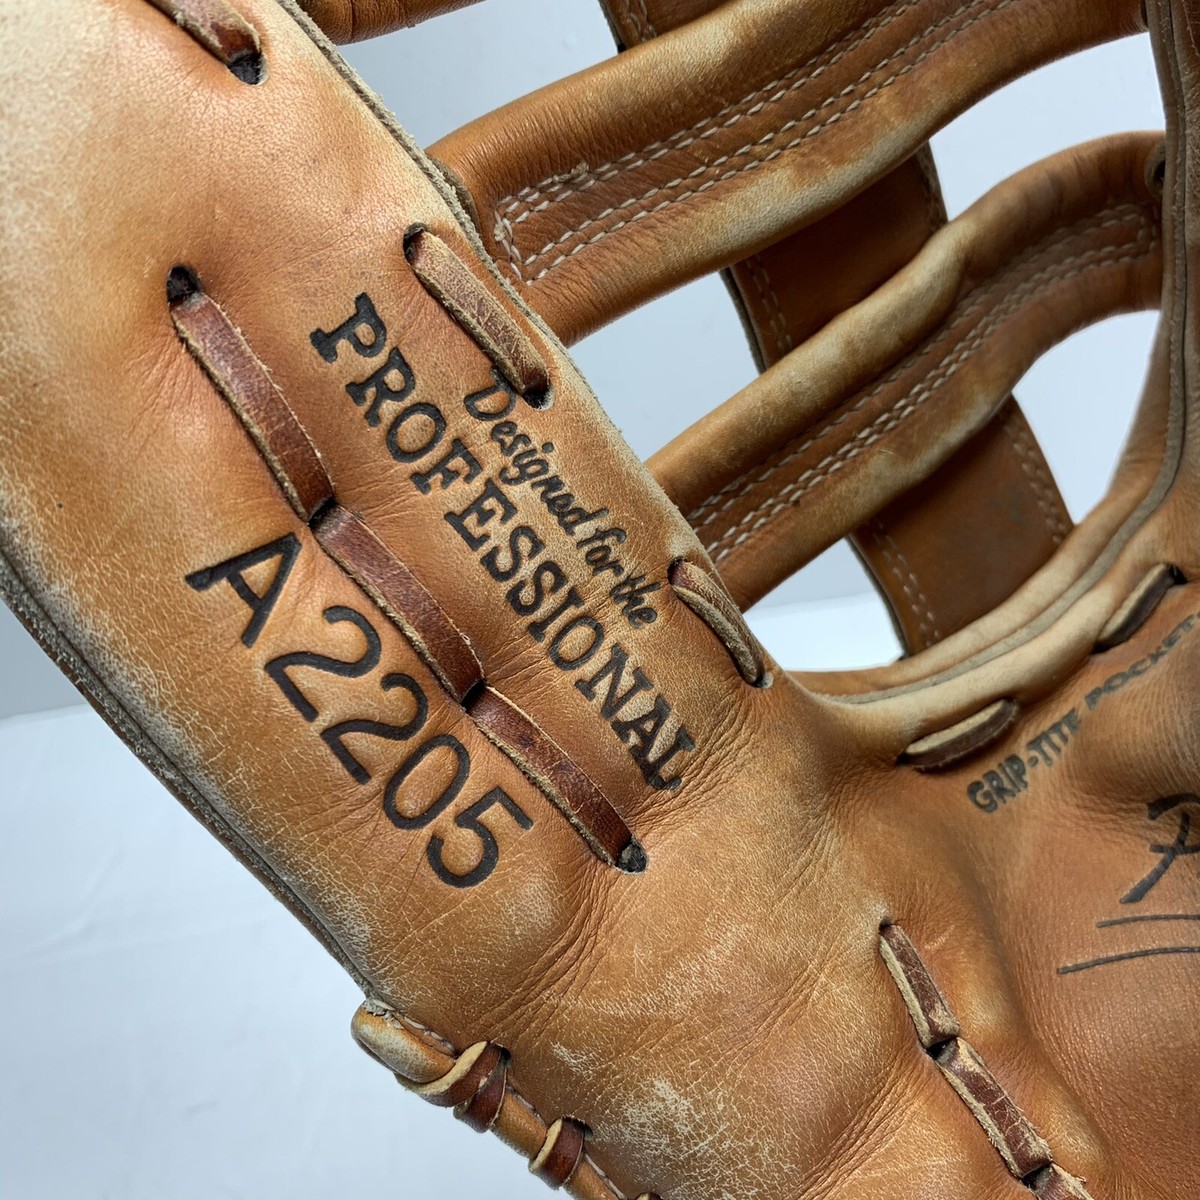 Designed for the
PROFESSIONAL
A2205
GRIP-TITE POCKET